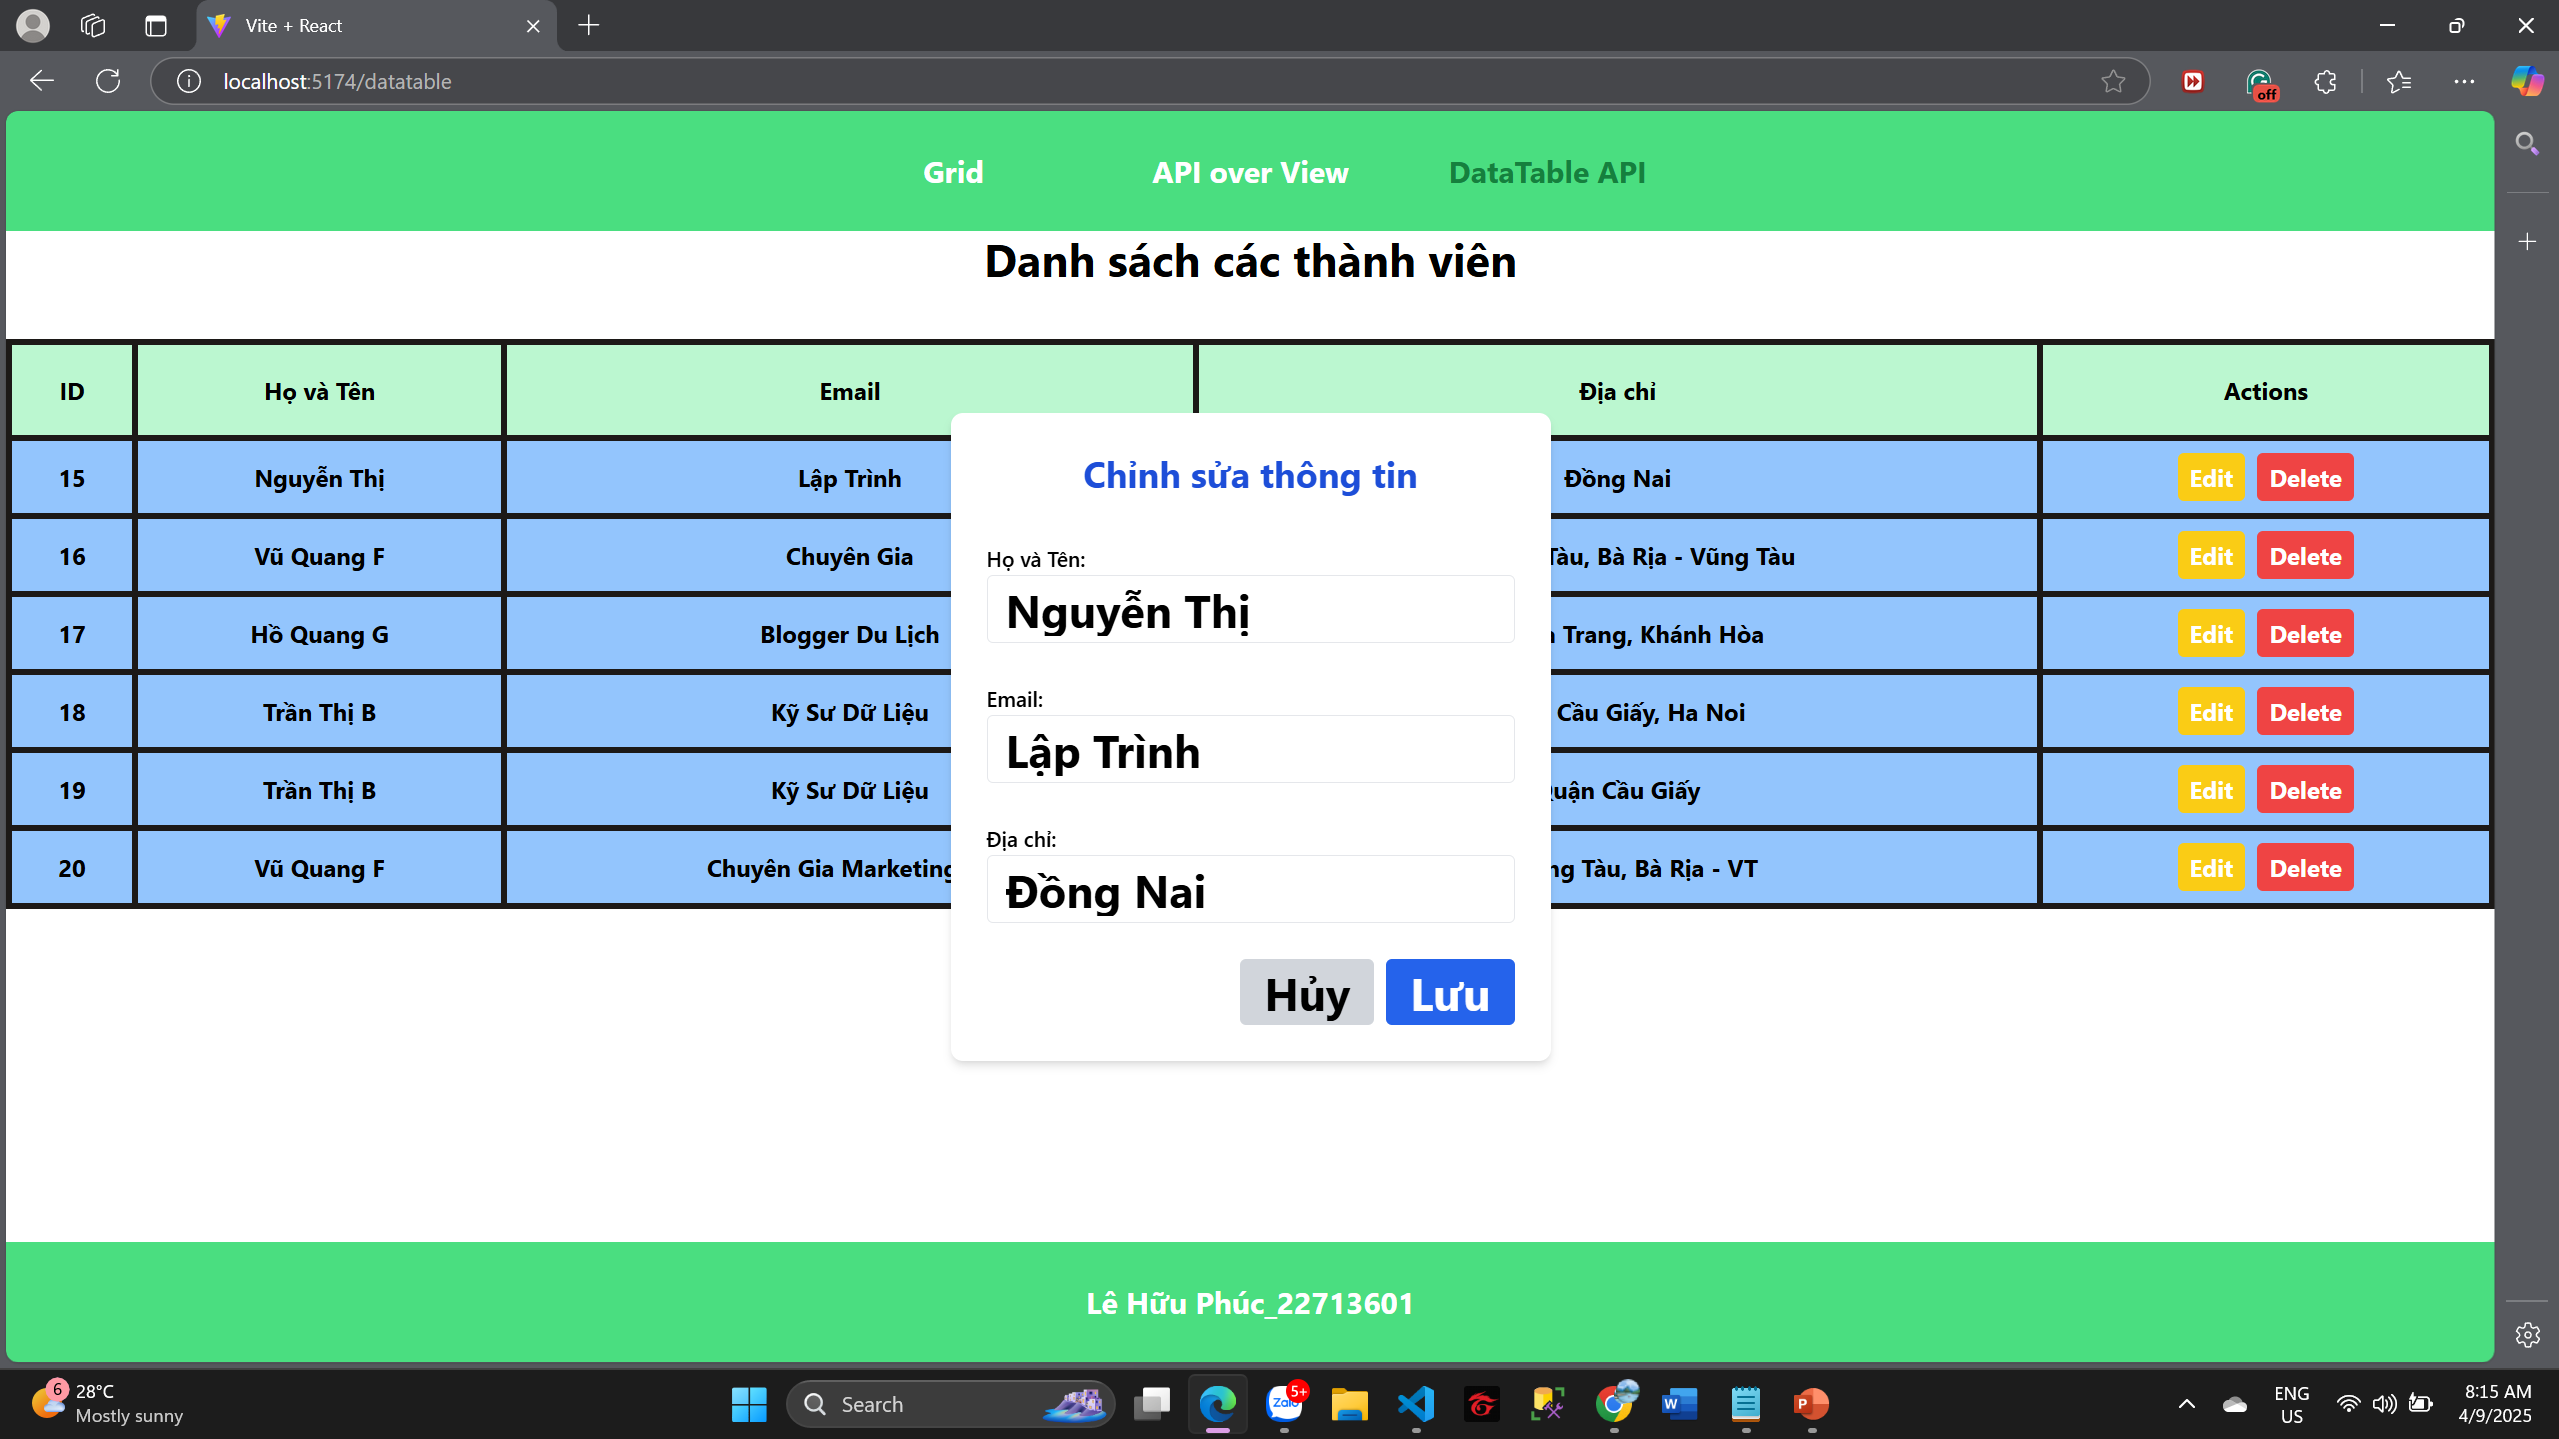 Vite + React
localhost:5174/datatable
off
Grid API over View DataTable API
Danh sách các thành viên
ID Họ và Tên Email Địa chỉ Actions
15 Nguyễn Thị Lập Trình Đồng Nai Edit Delete
16 Vũ Quang F Chuyên Gia Tàu, Bà Rịa - Vũng Tàu Edit Delete
17 Hồ Quang G Blogger Du Lịch Trang, Khánh Hòa Edit Delete
18 Trần Thị B Kỹ Sư Dữ Liệu Cầu Giấy, Ha Noi Edit Delete
19 Trần Thị B Kỹ Sư Dữ Liệu Cầu Giấy Edit Delete
20 Vũ Quang F Chuyên Gia Marketing Tàu, Bà Rịa - VT Edit Delete
Chỉnh sửa thông tin
Họ và Tên:
Nguyễn Thị
Email:
Lập Trình
Địa chỉ:
Đồng Nai
Hủy Lưu
Lê Hữu Phúc_22713601
6
28°C
Mostly sunny
Search
Zalo
5+
W
P
ENG
US
8:15 AM
4/9/2025